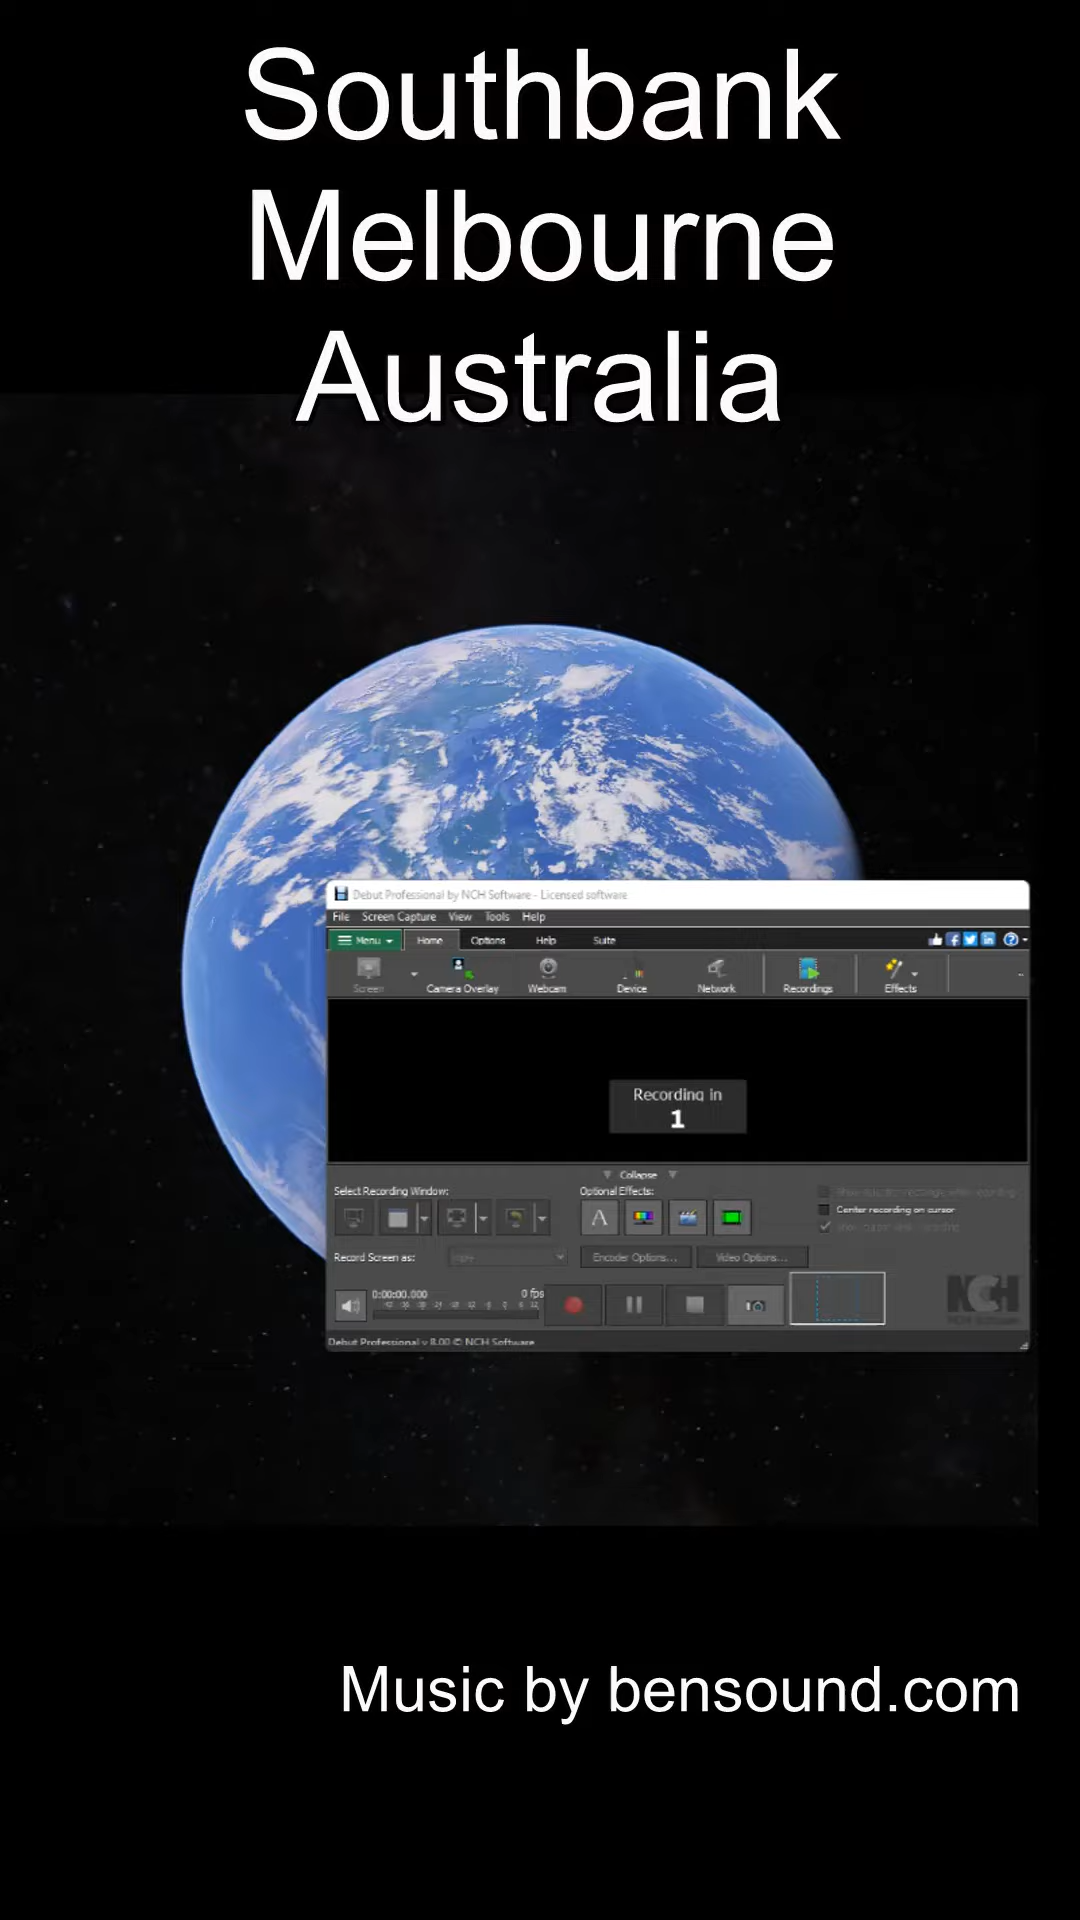 Southbank
Melbourne
Australia
Debut Professional by NCH Software - Licensed software
File Screen Capture View Tools Help
Menu Home Options Help Suite
Screen Camera Overlay Webcam Device Network Recordings Effects
Recording in
1
Collapse
Select Recording Window: Optional Effects:
Center recording on cursor
Record Screen as: Encoder Options... Video Options...
0:00:00.000 0 fps
NCH
Debut Professional v 8.00 © NCH Software
Music by bensound.com